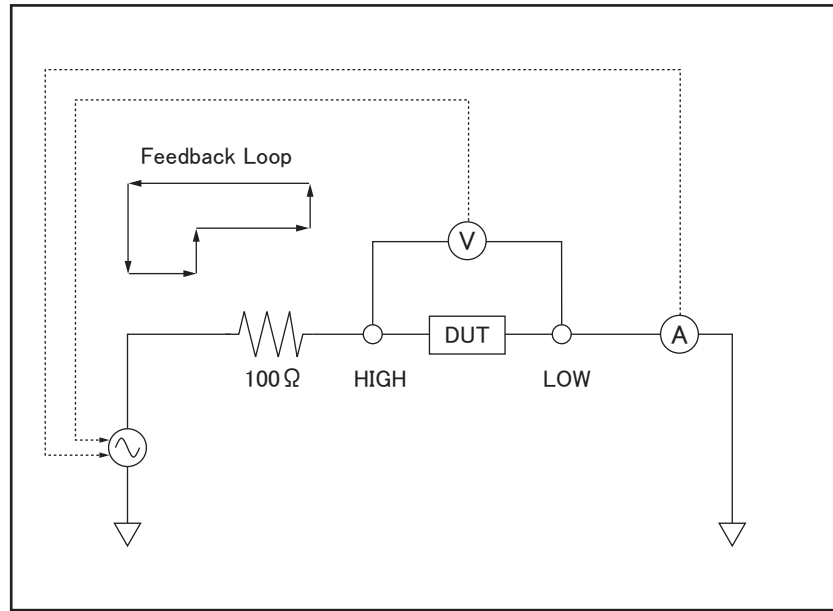 Feedback Loop
V
DUT
A
100Ω
HIGH
LOW